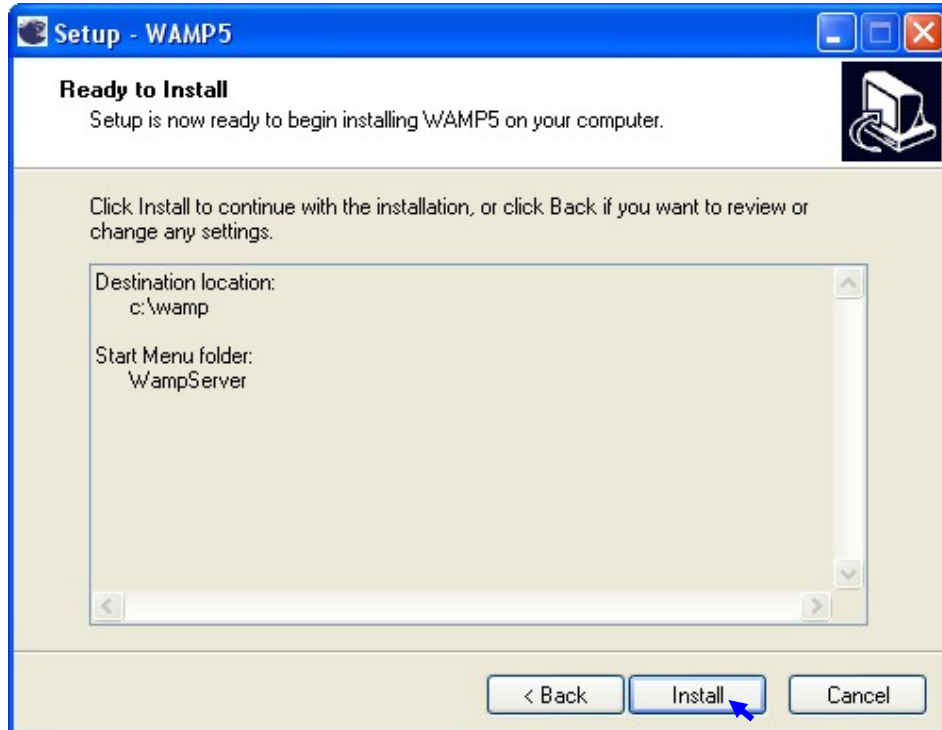 Setup - WAMP5
Ready to Install
Setup is now ready to begin installing WAMP5 on your computer.
Click Install to continue with the installation, or click Back if you want to review or
change any settings.
Destination location:
c:\wamp
Start Menu folder:
WampServer
< Back
Install
Cancel